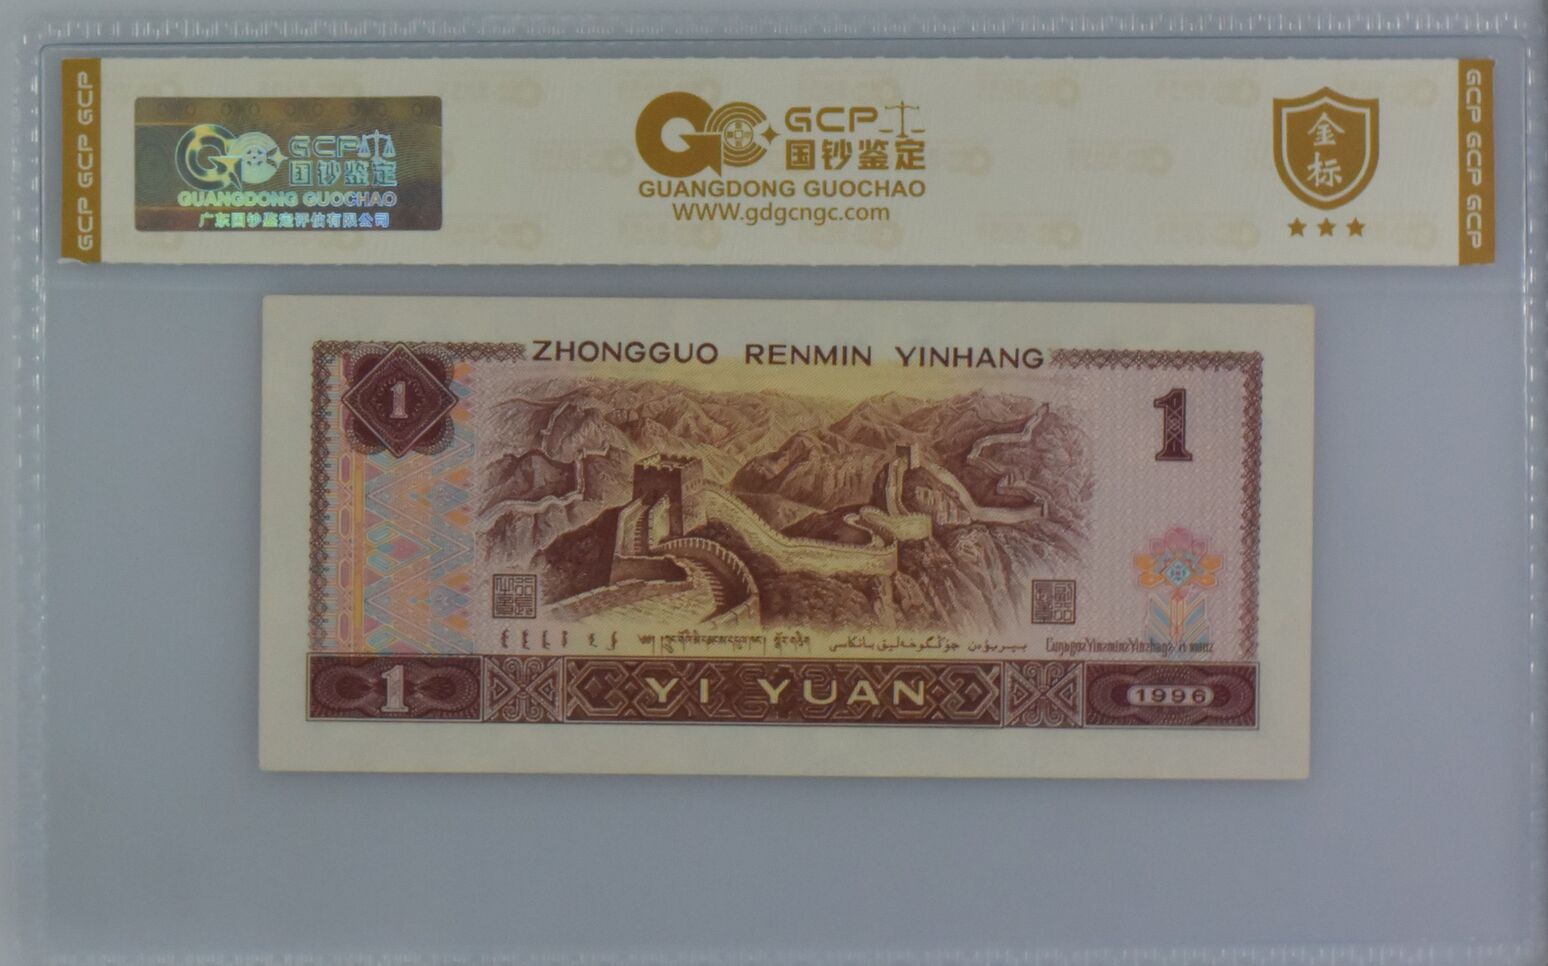 GCP GCP GCP
GCP
国钞鉴定
GUANGDONG GUOCHAO
广东国钞鉴定评估有限公司
GCP
国钞鉴定
GUANGDONG GUOCHAO
WWW.gdgcngc.com
金标
GCP GCP GCP
ZHONGGUO RENMIN YINHANG
1
1
1
YI YUAN
1996